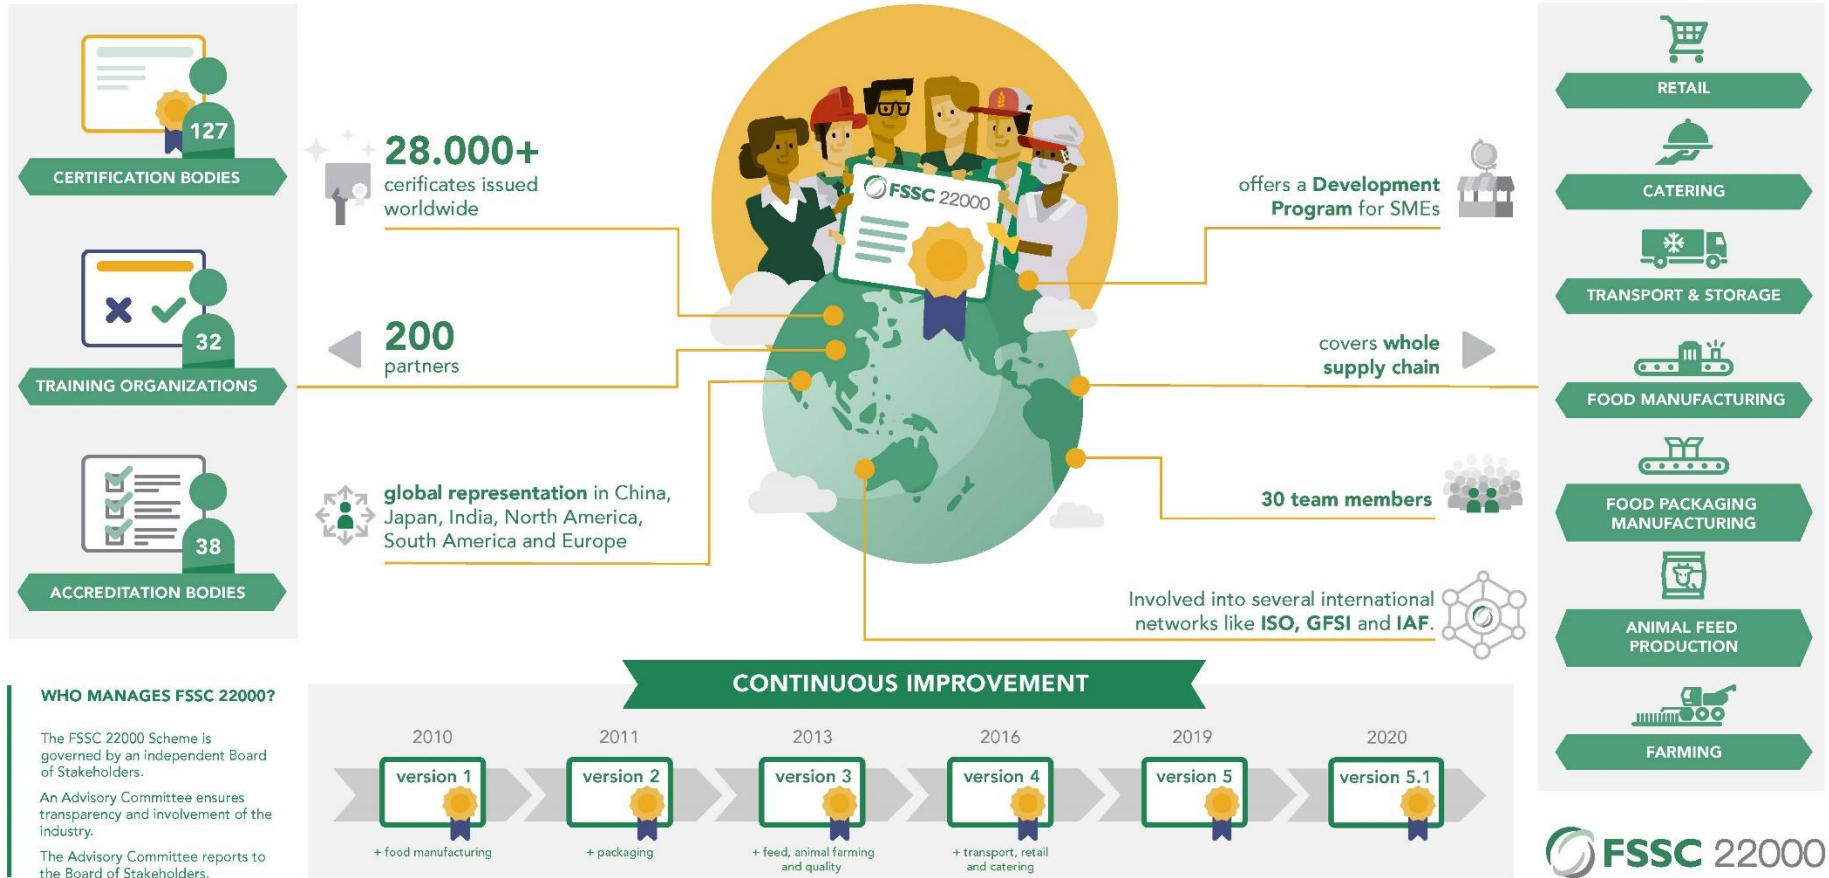 127
CERTIFICATION BODIES
32
TRAINING ORGANIZATIONS
38
ACCREDITATION BODIES
28.000+
cerificates issued
worldwide
200
partners
global representation in China,
Japan, India, North America,
South America and Europe
FSSC 22000
offers a Development
Program for SMEs
covers whole
supply chain
30 team members
Involved into several international
networks like ISO, GFSI and IAF.
RETAIL
CATERING
TRANSPORT & STORAGE
FOOD MANUFACTURING
FOOD PACKAGING
MANUFACTURING
ANIMAL FEED
PRODUCTION
FARMING
WHO MANAGES FSSC 22000?
The FSSC 22000 Scheme is
governed by an independent Board
of Stakeholders.
An Advisory Committee ensures
transparency and involvement of the
industry.
The Advisory Committee reports to
the Board of Stakeholders.
CONTINUOUS IMPROVEMENT
2010
version 1
+ food manufacturing
2011
version 2
+ packaging
2013
version 3
+ feed, animal farming
and quality
2016
version 4
+ transport, retail
and catering
2019
version 5
2020
version 5.1
FSSC 22000